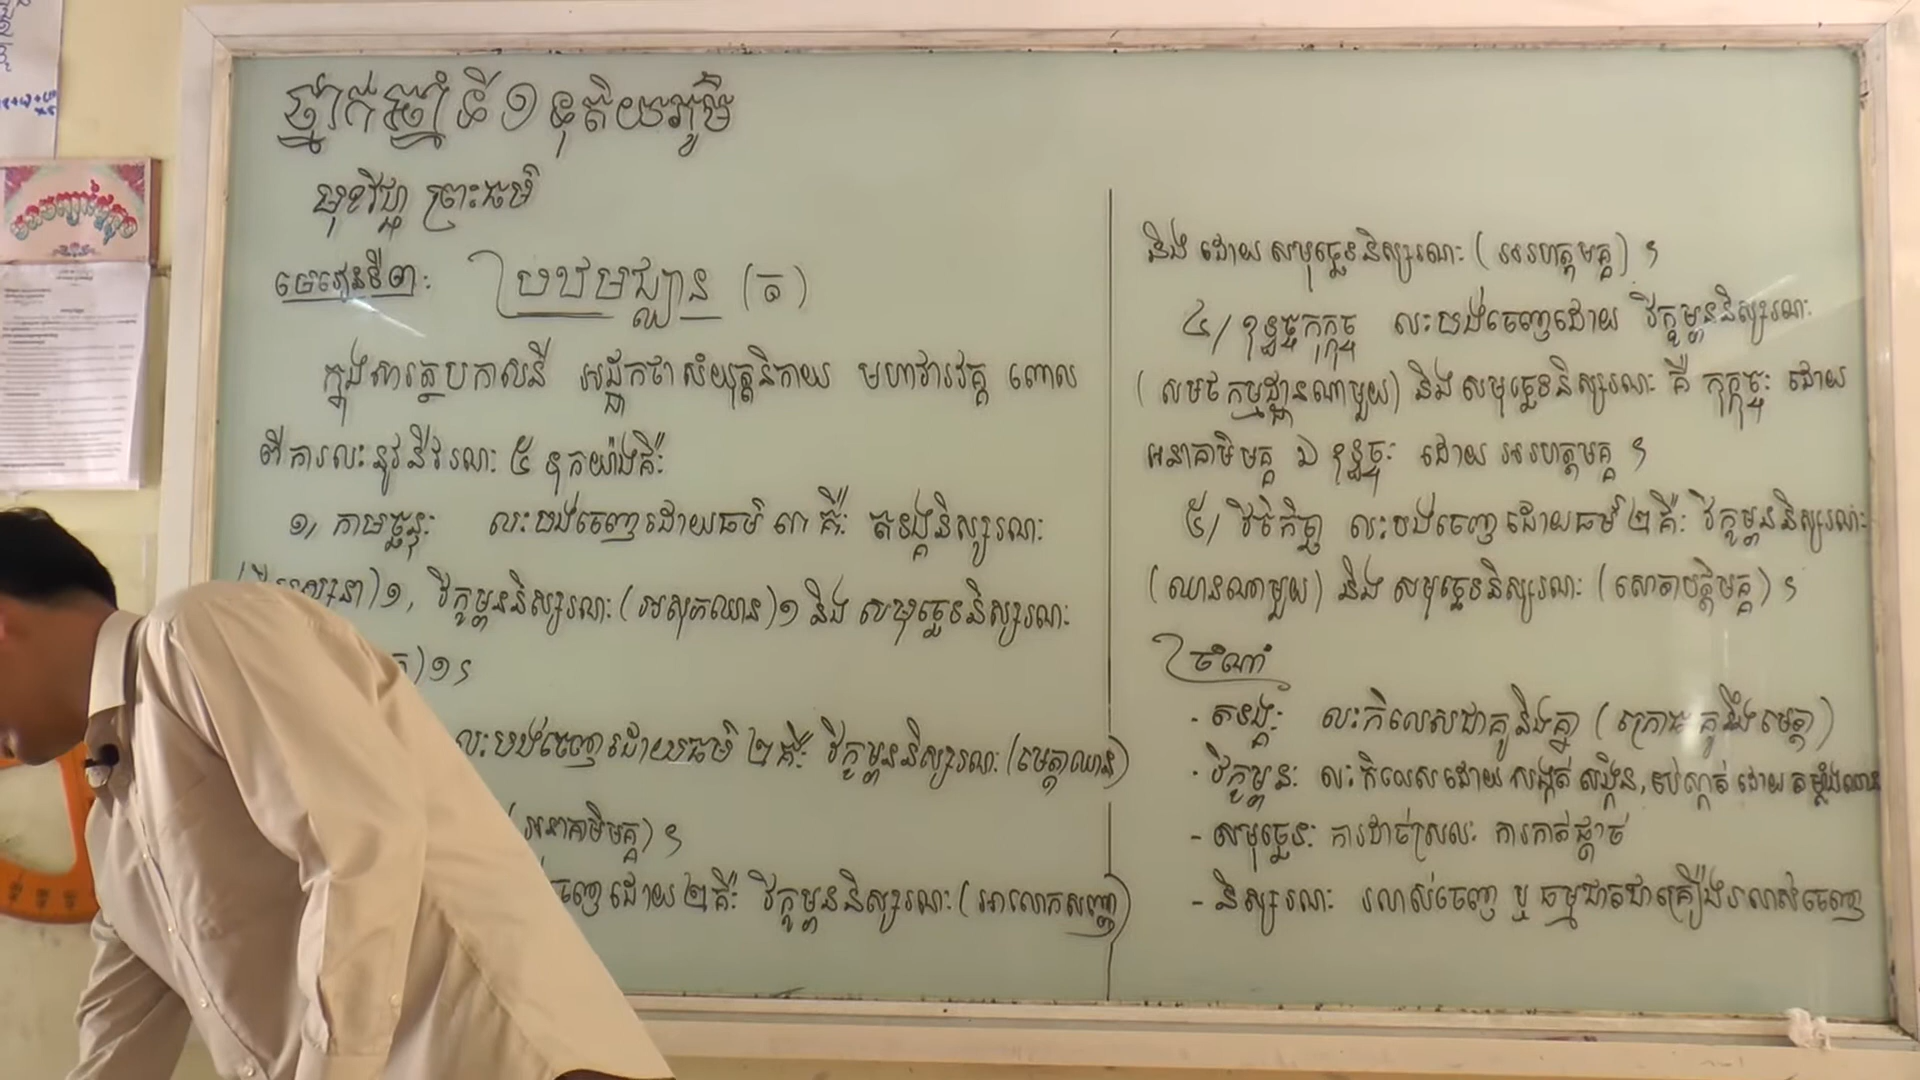 ថ្នាក់ឆ្នាំទី១ ទុតិយភូមិ
មុខវិជ្ជា ព្រះធម៌
មេរៀនទី៣: បឋមជ្ឈាន (ត)
ក្នុងសារត្ថប្បកាសនី អដ្ឋកថាសំយុត្តនិកាយ មហាវារវគ្គ ពោល
ពីការលះនូវនីវរណៈ ៥ ទុកយ៉ាងគឺៈ
១/ កាមច្ឆន្ទៈ លះបង់ចេញដោយធម៌ ៣ គឺៈ តទង្គនិស្សរណៈ
)១, វិក្ខម្ភននិស្សរណៈ (អសុភឈាន)១ និង សមុច្ឆេទនិស្សរណៈ
)១។
លះបង់ចេញដោយធម៌ ២ គឺៈ វិក្ខម្ភននិស្សរណៈ (មេត្តាឈាន)
(អនាគាមិមគ្គ)។
ចេញដោយ ២គឺៈ វិក្ខម្ភននិស្សរណៈ (អាលោកសញ្ញា)
និង ដោយ សមុច្ឆេទនិស្សរណៈ (អរហត្តមគ្គ)។
៤/ ឧទ្ធច្ចកុក្កុច្ច លះបង់ចេញដោយ វិក្ខម្ភននិស្សរណៈ
(សមថកម្មដ្ឋានណាមួយ) និង សមុច្ឆេទនិស្សរណៈ គឺ កុក្កុច្ចៈ ដោយ
អនាគាមិមគ្គ ឯ ឧទ្ធច្ចៈ ដោយ អរហត្តមគ្គ។
៥/ វិចិកិច្ឆា លះបង់ចេញដោយធម៌ ២ គឺៈ វិក្ខម្ភននិស្សរណៈ
(ឈានណាមួយ) និង សមុច្ឆេទនិស្សរណៈ (សោតាបត្តិមគ្គ)។
ចំណាំ
- តទង្គៈ លះកិលេសជាគូនិងគ្នា (ក្រោធ គូនឹងមេត្តា)
- វិក្ខម្ភនៈ លះកិលេសដោយ សង្កត់ សង្កិន, ទប់ស្កាត់ ដោយ កម្លាំងឈាន
- សមុច្ឆេទៈ ការដាច់ស្រលះ ការកាត់ផ្តាច់
- និស្សរណៈ រលាស់ចេញ ឬ ធម្មជាតជាគ្រឿងរលាស់ចេញ